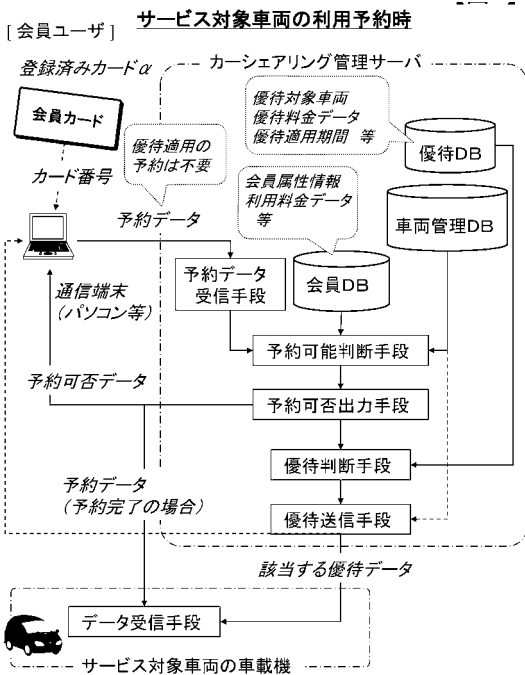 サービス対象車両の利用予約時
[会員ユーザ]
登録済みカードα
カーシェアリング管理サーバ
会員カード
優待対象車両
優待料金データ
優待適用期間 等
優待DB
優待適用の
予約は不要
カード番号
会員属性情報
利用料金データ
等
車両管理DB
予約データ
予約データ
受信手段
会員DB
通信端末
(パソコン等)
予約可能判断手段
予約可否データ
予約可否出力手段
優待判断手段
予約データ
(予約完了の場合)
優待送信手段
該当する優待データ
データ受信手段
サービス対象車両の車載機